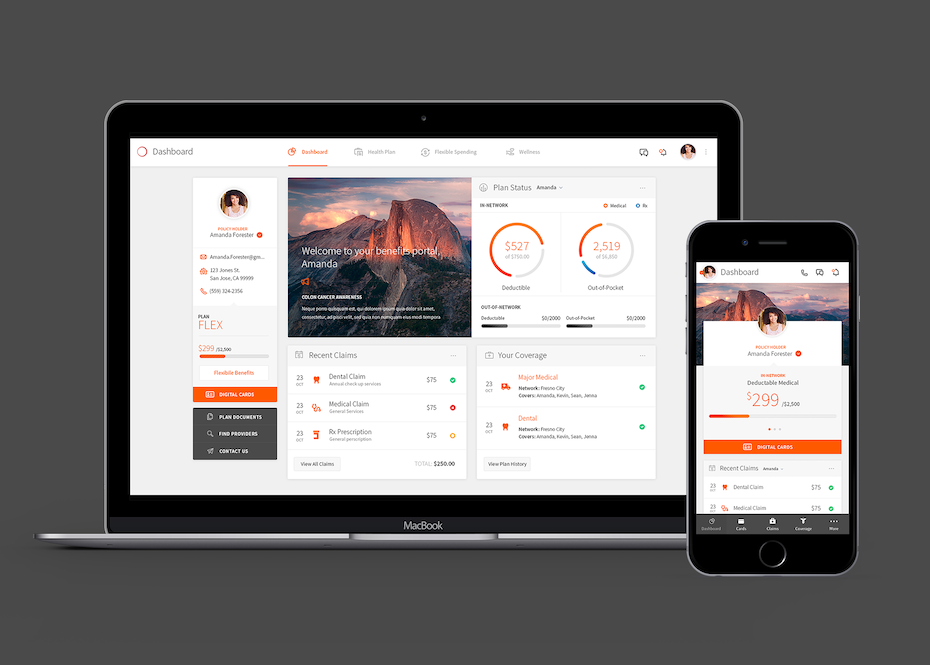 Dashboard
Dashboard
Health Plan
Flexible Spending
Wellness
POLICY HOLDER
Amanda Forester
Amanda.Forester@gm...
123 Jones St.
San Jose, CA 99999
(559) 324-2356
PLAN
FLEX
$299 /$2,500
Flexibile Benefits
DIGITAL CARDS
PLAN DOCUMENTS
FIND PROVIDERS
CONTACT US
Welcome to your benefits portal,
Amanda
COLON CANCER AWARENESS
Neque porro quisquam est, qui dolorem ipsum quia dolor sit amet,
consectetur, adipisci velit, sed quia non numquam eius modi tempora
Plan Status Amanda
IN-NETWORK
Medical
Rx
$527
of $750.00
Deductible
2,519
of $6,850
Out-of-Pocket
OUT-OF-NETWORK
Deductible
$0/2000
Out-of-Pocket
$0/2000
Recent Claims
23
OCT
Dental Claim
Annual check up services
$75
23
OCT
Medical Claim
General Services
$75
23
OCT
Rx Prescription
General perscription
$75
View All Claims
TOTAL: $250.00
Your Coverage
23
OCT
Major Medical
Network: Fresno City
Covers: Amanda, Kevin, Sean, Jenna
23
OCT
Dental
Network: Fresno City
Covers: Amanda, Kevin, Sean, Jenna
View Plan History
MacBook
Dashboard
POLICY HOLDER
Amanda Forester
IN-NETWORK
Deductable Medical
$299 /$2,500
DIGITAL CARDS
Recent Claims Amanda
23
OCT
Dental Claim
$75
23
Medical Claim
$75
Dashboard
Cards
Claims
Coverage
More